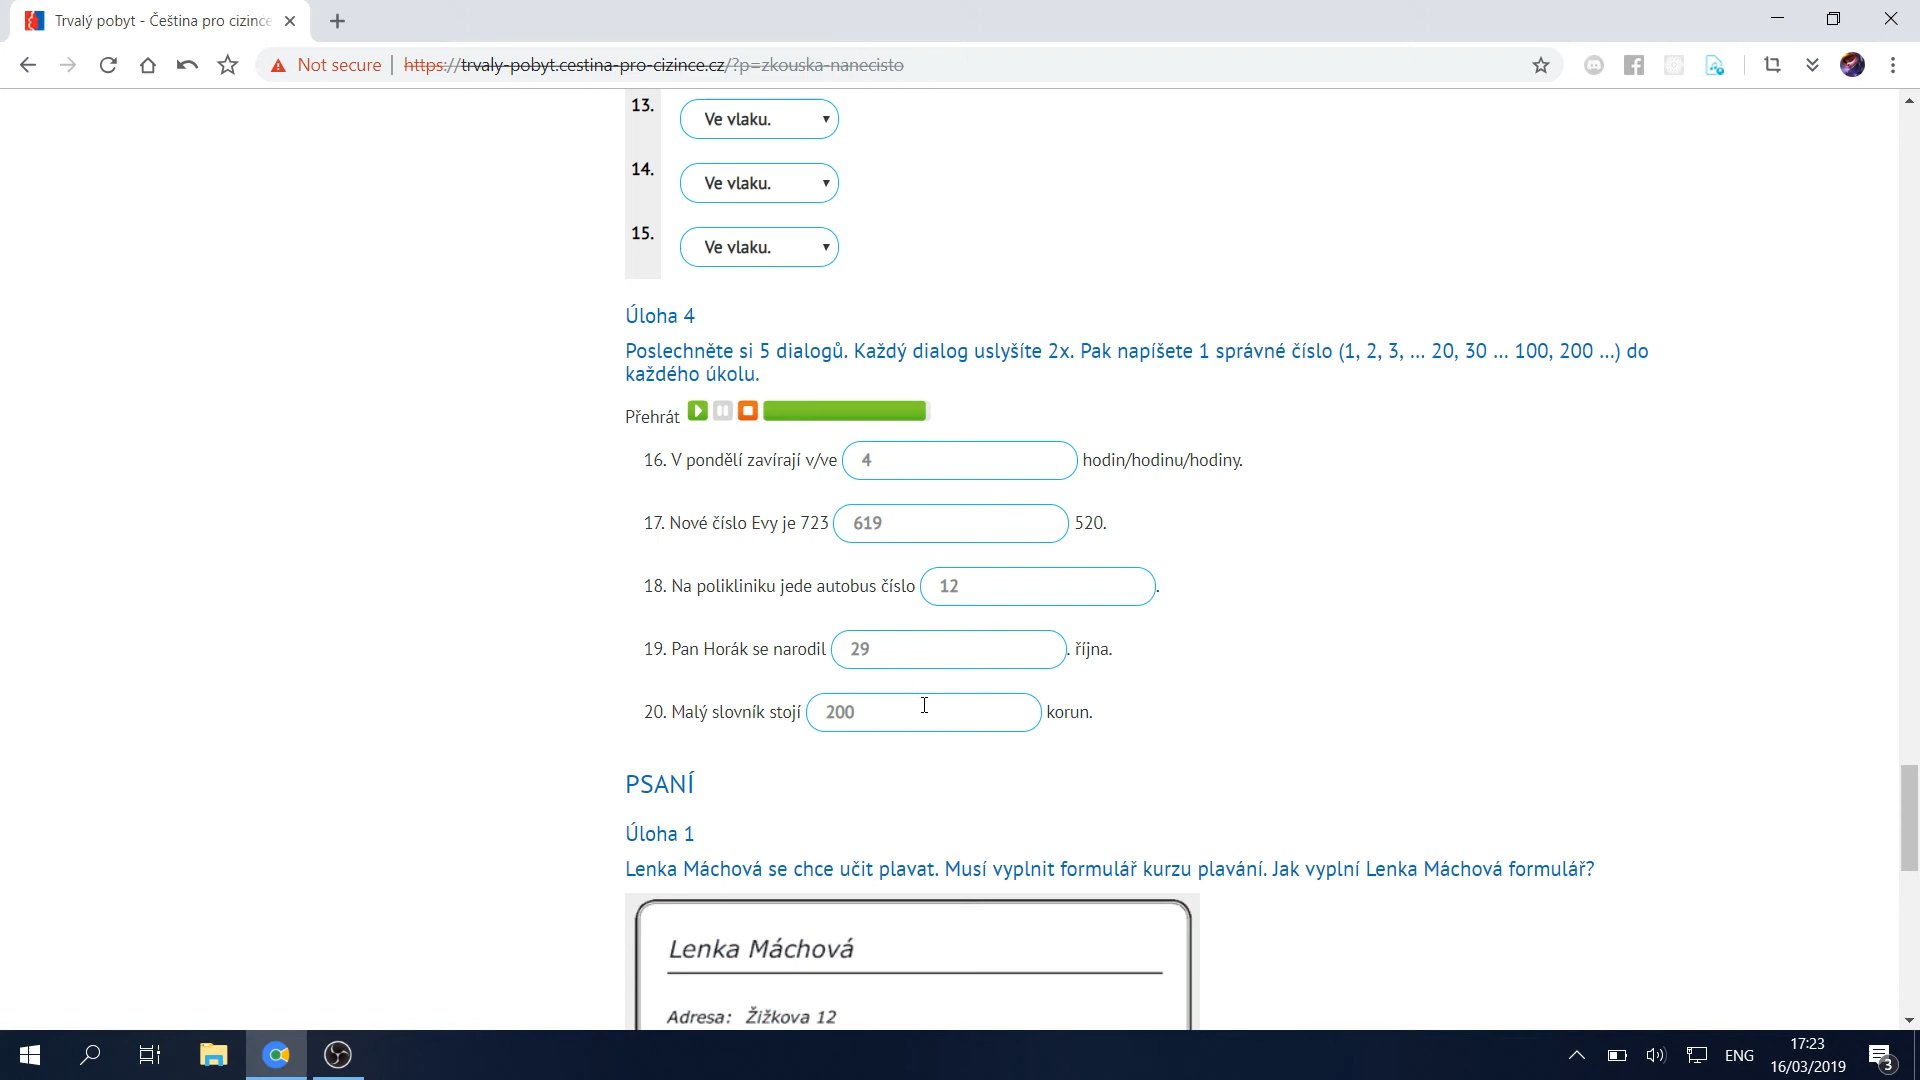 Trvalý pobyt - Čeština pro cizince
Not secure | https://trvaly-pobyt.cestina-pro-cizince.cz/?p=zkouska-nanecisto
13. Ve vlaku.
14. Ve vlaku.
15. Ve vlaku.
Úloha 4
Poslechněte si 5 dialogů. Každý dialog uslyšíte 2x. Pak napíšete 1 správné číslo (1, 2, 3, ... 20, 30 ... 100, 200 ...) do
každého úkolu.
Přehrát
16. V pondělí zavírají v/ve 4 hodin/hodinu/hodiny.
17. Nové číslo Evy je 723 619 520.
18. Na polikliniku jede autobus číslo 12.
19. Pan Horák se narodil 29. října.
20. Malý slovník stojí 200 korun.
PSANÍ
Úloha 1
Lenka Máchová se chce učit plavat. Musí vyplnit formulář kurzu plavání. Jak vyplní Lenka Máchová formulář?
Lenka Máchová
Adresa: Žižkova 12
ENG
17:23
16/03/2019
3